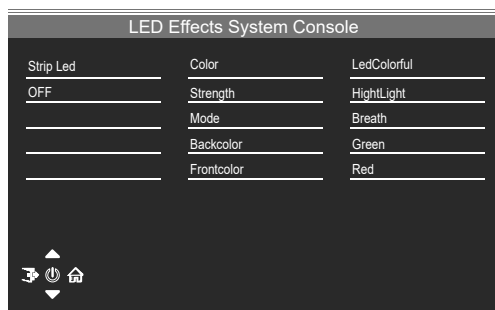 LED Effects System Console
Strip Led Color LedColorful
OFF Strength HightLight
Mode Breath
Backcolor Green
Frontcolor Red